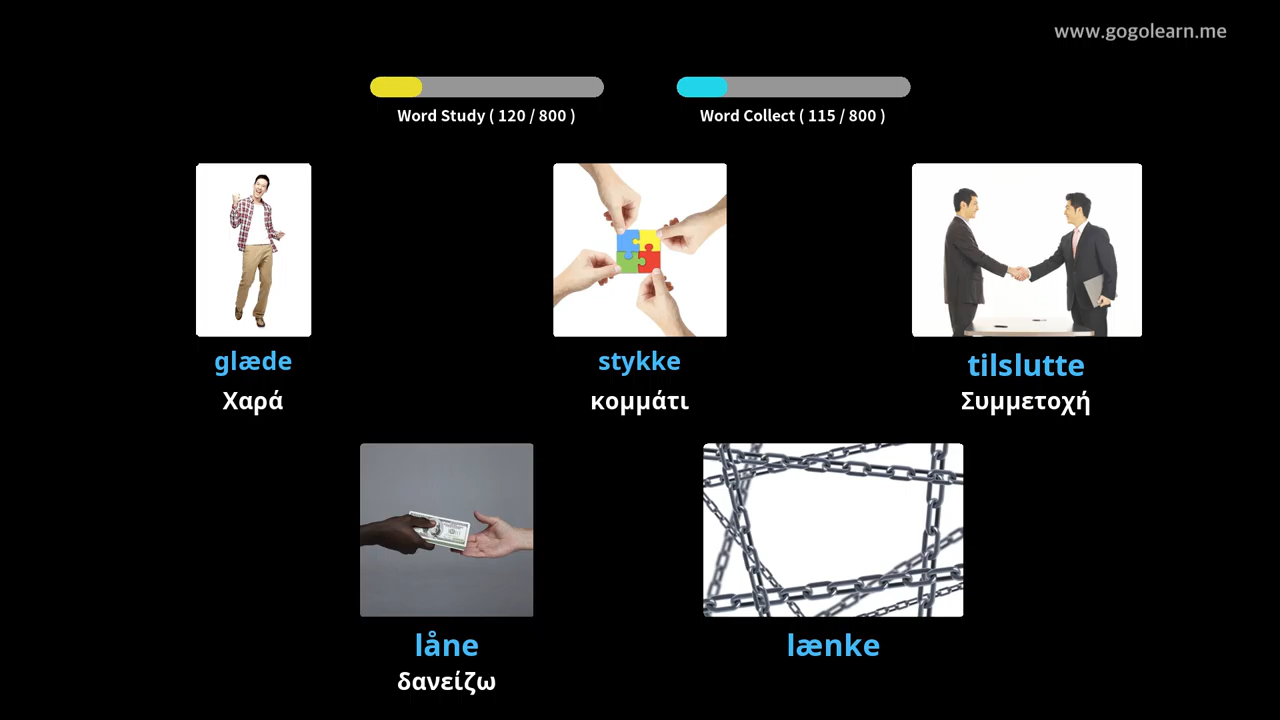 www.gogolearn.me
Word Study ( 120 / 800 )
Word Collect ( 115 / 800 )
glæde
Χαρά
stykke
κομμάτι
tilslutte
Συμμετοχή
låne
δανείζω
lænke